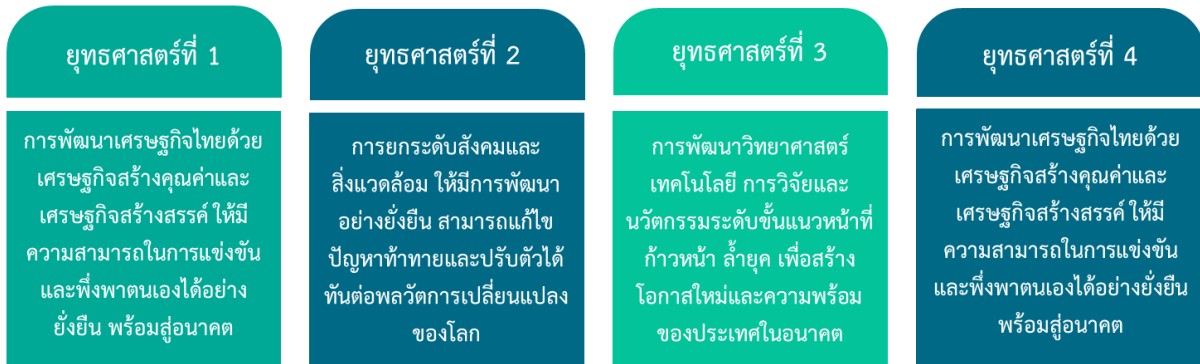 ยุทธศาสตร์ที่ 1
การพัฒนาเศรษฐกิจไทยด้วย
เศรษฐกิจสร้างคุณค่าและ
เศรษฐกิจสร้างสรรค์ ให้มี
ความสามารถในการแข่งขัน
และพึ่งพาตนเองได้อย่าง
ยั่งยืน พร้อมสู่อนาคต
ยุทธศาสตร์ที่ 2
การยกระดับสังคมและ
สิ่งแวดล้อม ให้มีการพัฒนา
อย่างยั่งยืน สามารถแก้ไข
ปัญหาท้าทายและปรับตัวได้
ทันต่อพลวัตการเปลี่ยนแปลง
ของโลก
ยุทธศาสตร์ที่ 3
การพัฒนาวิทยาศาสตร์
เทคโนโลยี การวิจัยและ
นวัตกรรมระดับขั้นแนวหน้าที่
ก้าวหน้า ล้ำยุค เพื่อสร้าง
โอกาสใหม่และความพร้อม
ของประเทศในอนาคต
ยุทธศาสตร์ที่ 4
การพัฒนาเศรษฐกิจไทยด้วย
เศรษฐกิจสร้างคุณค่าและ
เศรษฐกิจสร้างสรรค์ ให้มี
ความสามารถในการแข่งขัน
และพึ่งพาตนเองได้อย่างยั่งยืน
พร้อมสู่อนาคต